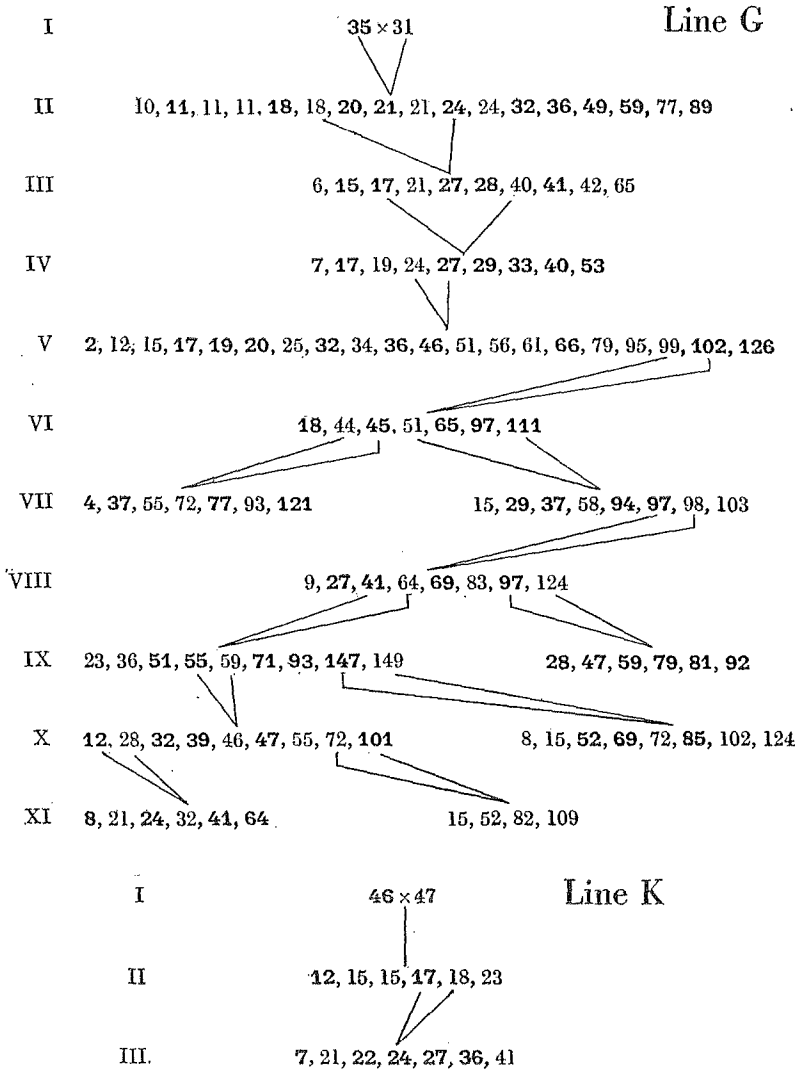 Line G
I 35 × 31
II 10, 11, 11, 11, 18, 18, 20, 21, 21, 24, 24, 32, 36, 49, 59, 77, 89
III 6, 15, 17, 21, 27, 28, 40, 41, 42, 65
IV 7, 17, 19, 24, 27, 29, 33, 40, 53
V 2, 12, 15, 17, 19, 20, 25, 32, 34, 36, 46, 51, 56, 61, 66, 79, 95, 99, 102, 126
VI 18, 44, 45, 51, 65, 97, 111
VII 4, 37, 55, 72, 77, 93, 121 15, 29, 37, 58, 94, 97, 98, 103
VIII 9, 27, 41, 64, 69, 83, 97, 124
IX 23, 36, 51, 55, 59, 71, 93, 147, 149 28, 47, 59, 79, 81, 92
X 12, 28, 32, 39, 46, 47, 55, 72, 101 8, 15, 52, 69, 72, 85, 102, 124
XI 8, 21, 24, 32, 41, 64 15, 52, 82, 109
Line K
I 46 × 47
II 12, 15, 15, 17, 18, 23
III. 7, 21, 22, 24, 27, 36, 41